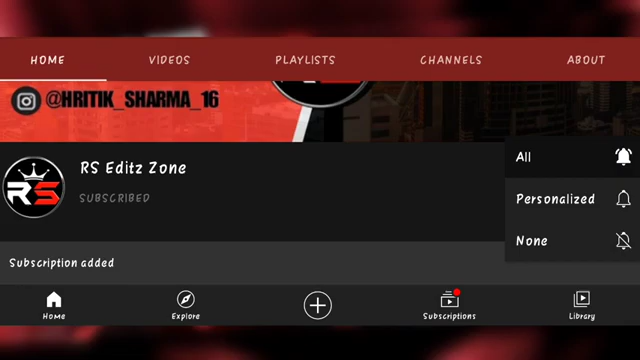 HOME VIDEOS PLAYLISTS CHANNELS ABOUT
@HRITIK_SHARMA_16
RS
RS Editz Zone
SUBSCRIBED
All
Personalized
None
Subscription added
Home Explore Subscriptions Library